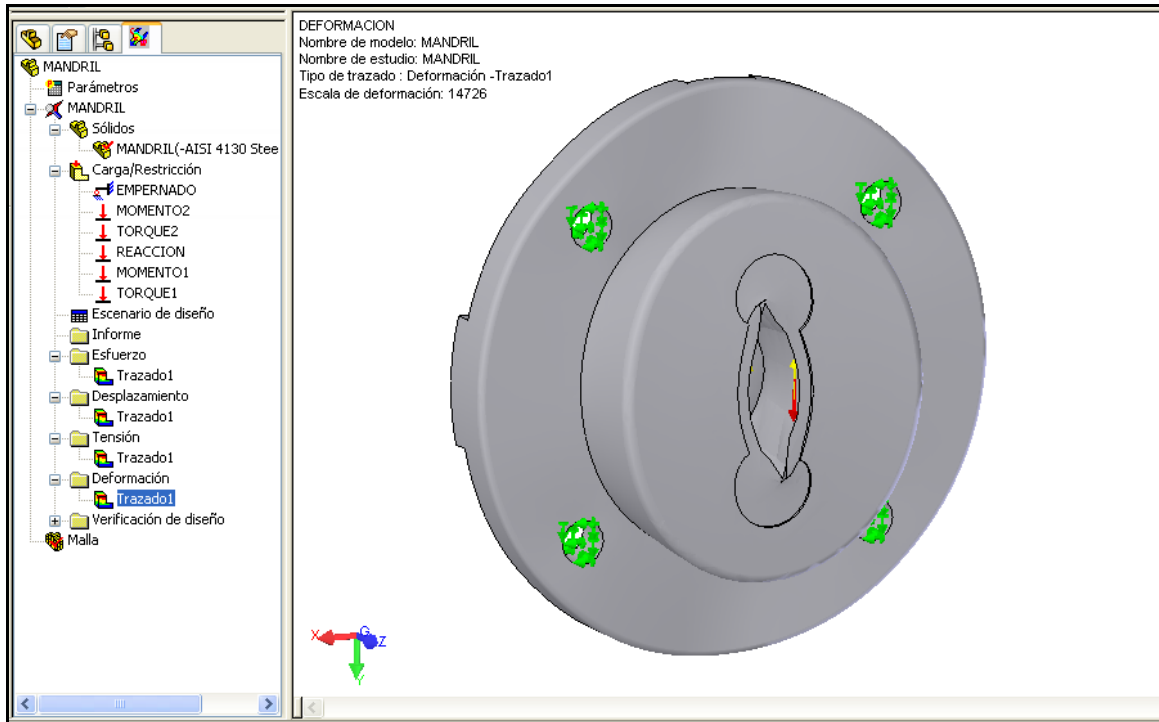 MANDRIL
Parámetros
MANDRIL
Sólidos
MANDRIL(-AISI 4130 Stee
Carga/Restricción
EMPERNADO
MOMENTO2
TORQUE2
REACCION
MOMENTO1
TORQUE1
Escenario de diseño
Informe
Esfuerzo
Trazado1
Desplazamiento
Trazado1
Tensión
Trazado1
Deformación
Trazado1
Verificación de diseño
Malla
DEFORMACION
Nombre de modelo: MANDRIL
Nombre de estudio: MANDRIL
Tipo de trazado : Deformación -Trazado1
Escala de deformación: 14726
X
G
Z
Y